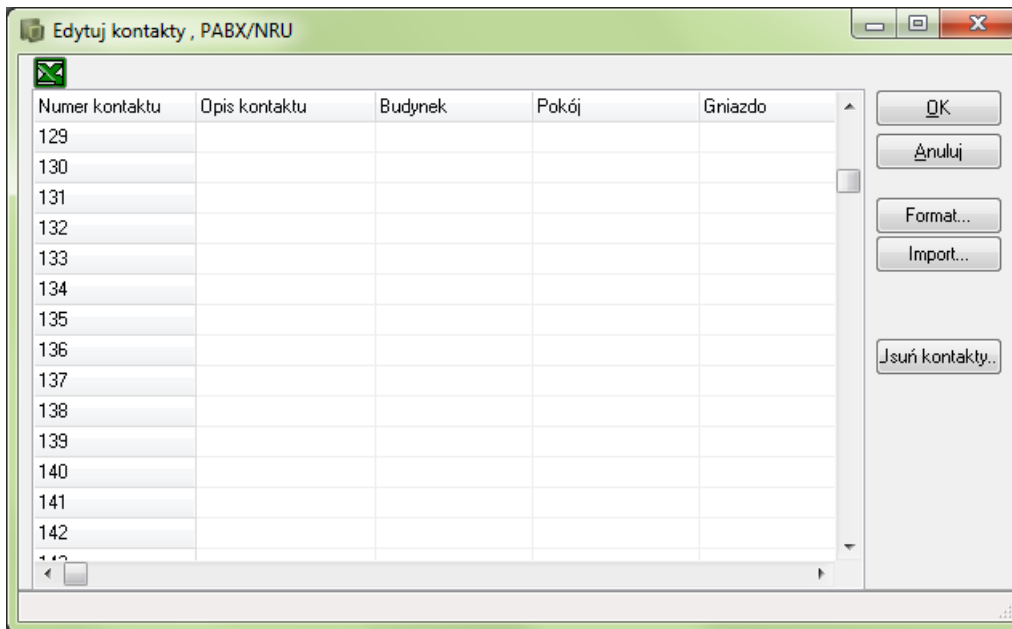 Edytuj kontakty , PABX/NRU
Numer kontaktu Opis kontaktu Budynek Pokój Gniazdo
129
130
131
132
133
134
135
136
137
138
139
140
141
142
OK
Anuluj
Format...
Import...
Jsuń kontakty..